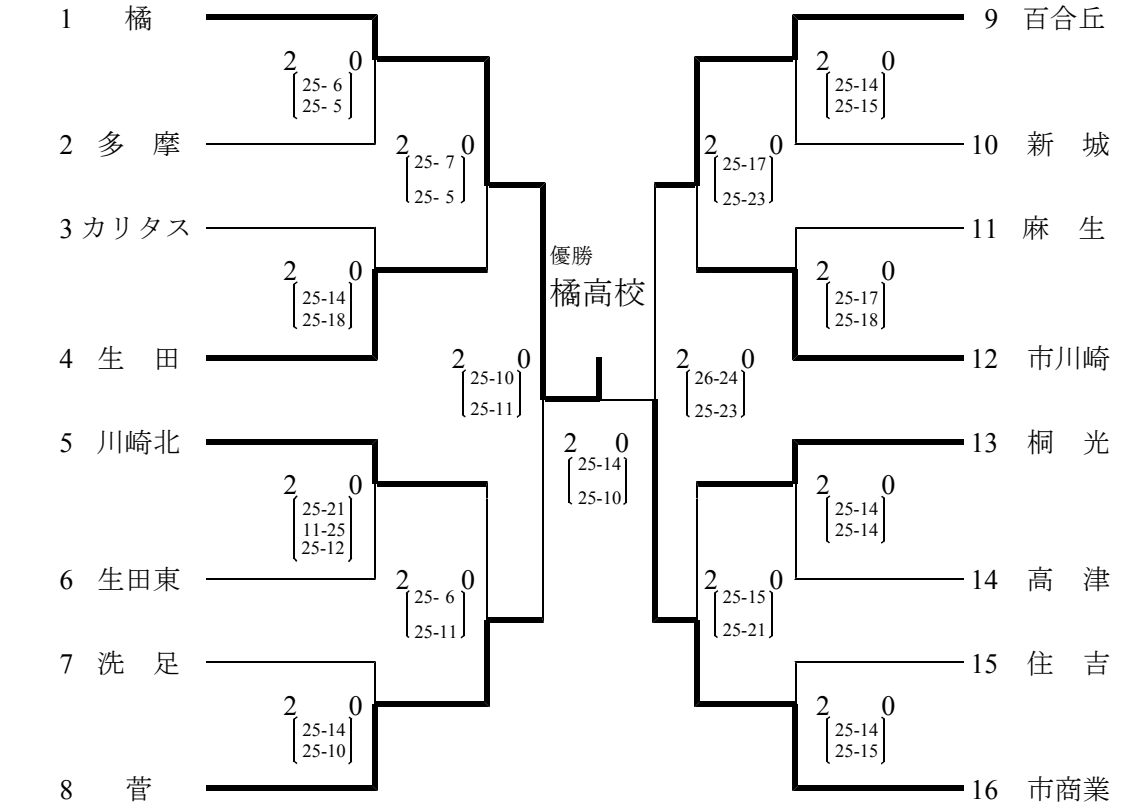 1 橘
2 0
25- 6
25- 5
2 多 摩
2 0
25- 7
25- 5
3 カリタス
2 0
25-14
25-18
4 生 田
2 0
25-10
25-11
5 川崎北
2 0
25-21
11-25
25-12
6 生田東
2 0
25- 6
25-11
7 洗 足
2 0
25-14
25-10
8 菅
優勝
橘高校
2 0
25-14
25-10
9 百合丘
2 0
25-14
25-15
10 新 城
2 0
25-17
25-23
11 麻 生
2 0
25-17
25-18
12 市川崎
2 0
26-24
25-23
13 桐 光
2 0
25-14
25-14
14 高 津
2 0
25-15
25-21
15 住 吉
2 0
25-14
25-15
16 市商業